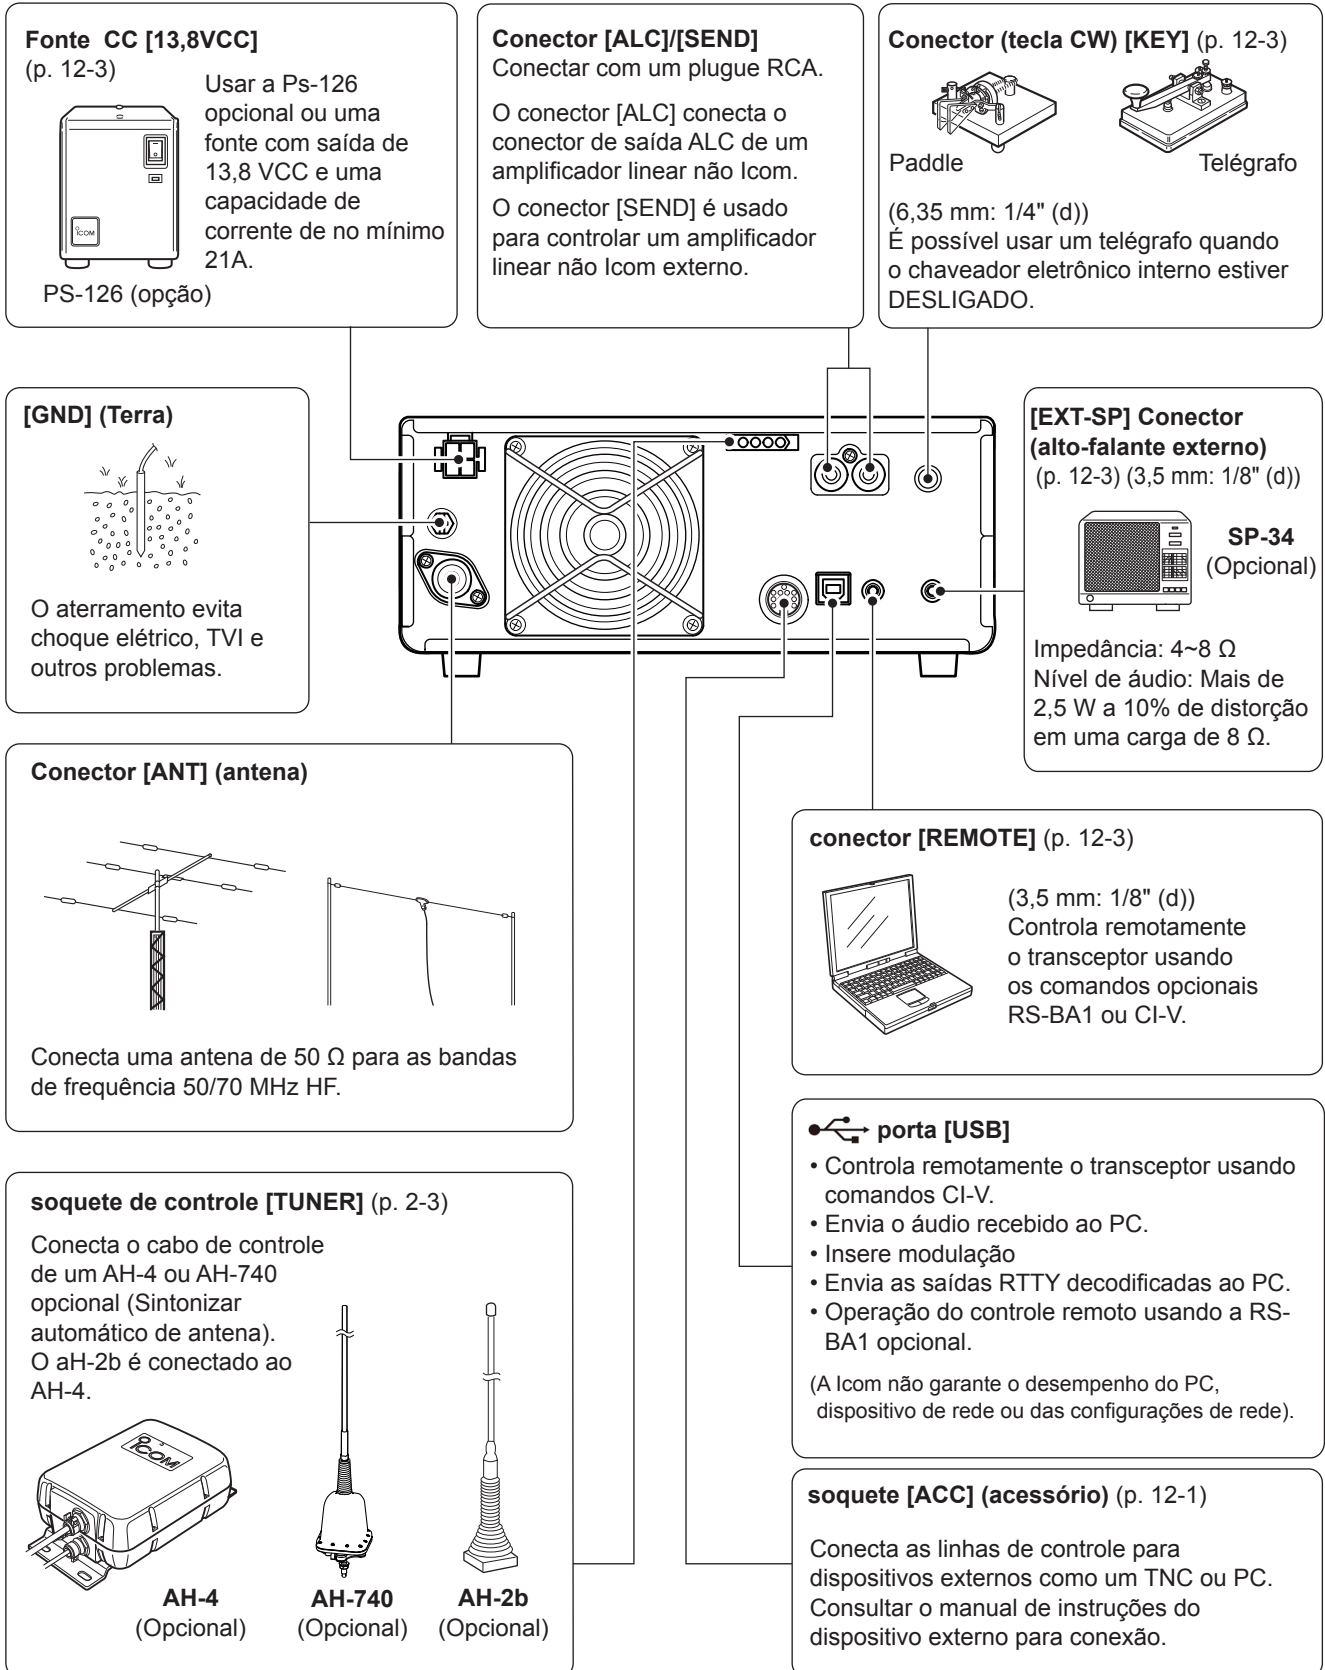 Fonte CC [13,8VCC]
(p. 12-3)
Usar a Ps-126
opcional ou uma
fonte com saída de
13,8 VCC e uma
capacidade de
corrente de no mínimo
21A.
ICOM
PS-126 (opção)
Conector [ALC]/[SEND]
Conectar com um plugue RCA.
O conector [ALC] conecta o
conector de saída ALC de um
amplificador linear não Icom.
O conector [SEND] é usado
para controlar um amplificador
linear não Icom externo.
Conector (tecla CW) [KEY] (p. 12-3)
Paddle
Telégrafo
(6,35 mm: 1/4" (d))
É possível usar um telégrafo quando
o chaveador eletrônico interno estiver
DESLIGADO.
[GND] (Terra)
O aterramento evita
choque elétrico, TVI e
outros problemas.
[EXT-SP] Conector
(alto-falante externo)
(p. 12-3) (3,5 mm: 1/8" (d))
SP-34
(Opcional)
Impedância: 4~8 Ω
Nível de áudio: Mais de
2,5 W a 10% de distorção
em uma carga de 8 Ω.
Conector [ANT] (antena)
Conecta uma antena de 50 Ω para as bandas
de frequência 50/70 MHz HF.
conector [REMOTE] (p. 12-3)
(3,5 mm: 1/8" (d))
Controla remotamente
o transceptor usando
os comandos opcionais
RS-BA1 ou CI-V.
porta [USB]
• Controla remotamente o transceptor usando
comandos CI-V.
• Envia o áudio recebido ao PC.
• Insere modulação
• Envia as saídas RTTY decodificadas ao PC.
• Operação do controle remoto usando a RS-
BA1 opcional.
(A Icom não garante o desempenho do PC,
dispositivo de rede ou das configurações de rede).
soquete de controle [TUNER] (p. 2-3)
Conecta o cabo de controle
de um AH-4 ou AH-740
opcional (Sintonizar
automático de antena).
O aH-2b é conectado ao
AH-4.
ICOM
AH-4
(Opcional)
AH-740
(Opcional)
AH-2b
(Opcional)
soquete [ACC] (acessório) (p. 12-1)
Conecta as linhas de controle para
dispositivos externos como um TNC ou PC.
Consultar o manual de instruções do
dispositivo externo para conexão.